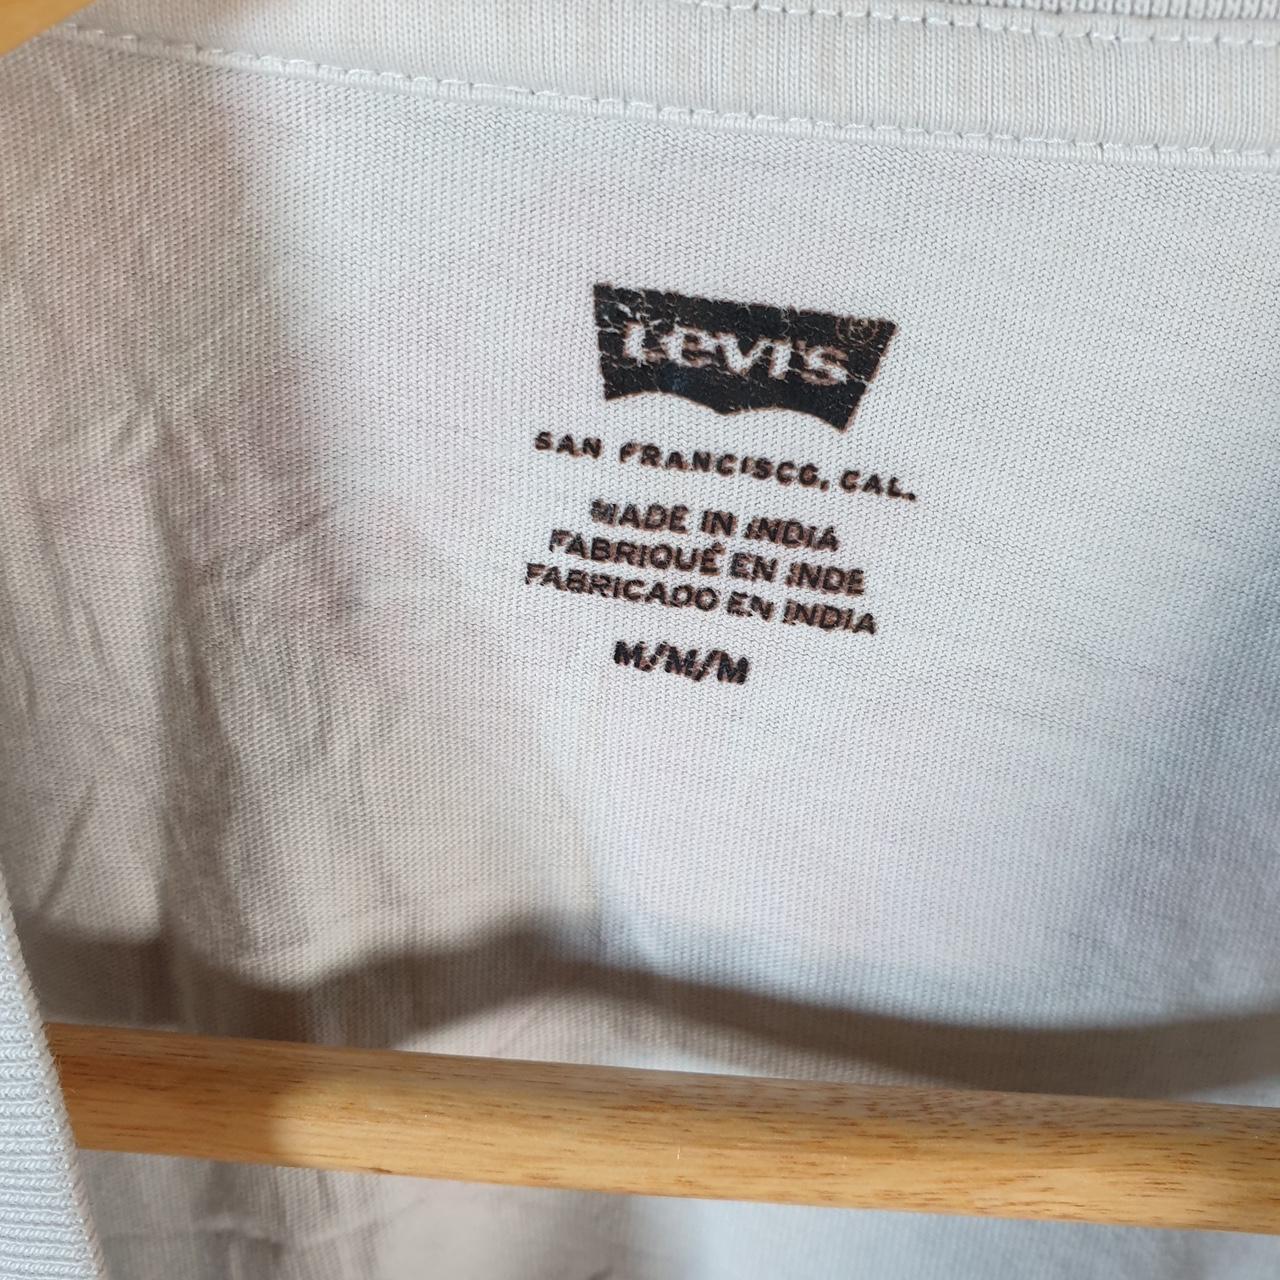 Levi's ®
SAN FRANCISCO, CAL.
MADE IN INDIA
FABRIQUÉ EN INDE
FABRICADO EN INDIA
M/M/M